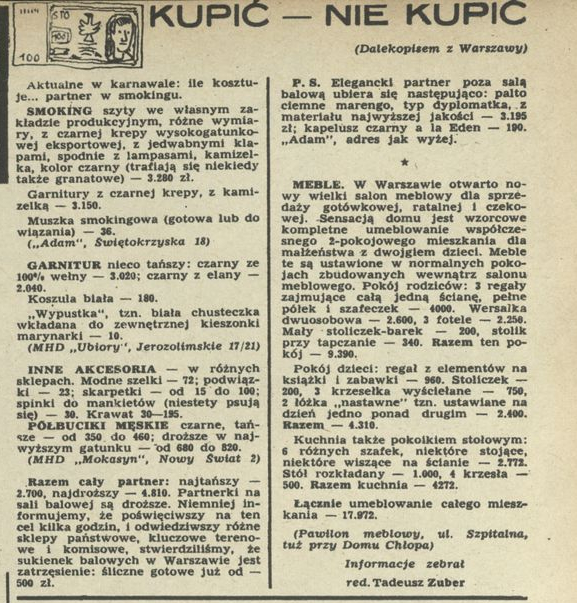 100
STO
100
KUPIĆ — NIE KUPIĆ
(Dalekopisem z Warszawy)
Aktualne w karnawale: ile kosztu-
je... partner w smokingu.
SMOKING szyty we własnym za-
kładzie produkcyjnym, różne wymia-
ry, z czarnej krepy wysokogatunko-
wej eksportowej, z jedwabnymi kla-
pami, spodnie z lampasami, kamizel-
ka, kolor czarny (trafiają się niekiedy
także granatowe) — 3.280 zł.
Garnitury z czarnej krepy, z kami-
zelką — 3.150.
Muszka smokingowa (gotowa lub do
wiązania) — 36.
(„Adam", Świętokrzyska 18)
GARNITUR nieco tańszy: czarny ze
100% wełny — 3.020; czarny z elany —
2.040.
Koszula biała — 180.
„Wypustka", tzn. biała chusteczka
wkładana do zewnętrznej kieszonki
marynarki — 10.
(MHD „Ubiory", Jerozolimskie 17/21)
INNE AKCESORIA — w różnych
sklepach. Modne szelki — 72; podwiąz-
ki — 23; skarpetki — od 15 do 100;
spinki do mankietów (niestety psują
się) — 30. Krawat 30—195.
PÓŁBUCIKI MĘSKIE czarne, tań-
sze — od 350 do 460; droższe w naj-
wyższym gatunku — od 680 do 820.
(MHD „Mokasyn", Nowy Świat 2)
Razem cały partner: najtańszy —
2.700, najdroższy — 4.810. Partnerki na
sali balowej są droższe. Niemniej in-
formujemy, że poświęciwszy na ten
cel kilka godzin, i odwiedziwszy różne
sklepy państwowe, kluczowe tereno-
we i komisowe, stwierdziliśmy, że
sukienek balowych w Warszawie jest
zatrzęsienie: śliczne gotowe już od —
500 zł.
P. S. Elegancki partner poza salą
balową ubiera się następująco: palto
ciemne marengo, typ dyplomatka, z
materiału najwyższej jakości — 3.195
zł; kapelusz czarny a la Eden — 190.
„Adam", adres jak wyżej.
MEBLE. W Warszawie otwarto no-
wy wielki salon meblowy dla sprze-
daży gotówkowej, ratalnej i czeko-
wej. Sensacją domu jest wzorcowe
kompletne umeblowanie współcze-
snego 2-pokojowego mieszkania dla
małżeństwa z dwojgiem dzieci. Meble
te są ustawione w normalnych poko-
jach zbudowanych wewnątrz salonu
meblowego. Pokój rodziców: 3 regały
zajmujące całą jedną ścianę, pełne
półek i szafeczek — 4000. Wersalka
dwuosobowa — 2.600, 3 fotele — 2.250.
Mały stoliczek-barek — 200, stolik
przy tapczanie — 340. Razem ten po-
kój — 9.390.
Pokój dzieci: regał z elementów na
książki i zabawki — 960. Stoliczek —
200, 3 krzesełka wyściełane — 750,
2 łóżka „nastawne" tzn. ustawiane na
dzień jedno ponad drugim — 2.400.
Razem — 4.310.
Kuchnia także pokoikiem stołowym:
6 różnych szafek, niektóre stojące,
niektóre wiszące na ścianie — 2.772.
Stół rozkładany — 1.000, 4 krzesła —
500. Razem kuchnia — 4272.
Łącznie umeblowanie całego miesz-
kania — 17.972.
(Pawilon meblowy, ul. Szpitalna,
tuż przy Domu Chłopa)
Informacje zebrał
red. Tadeusz Zuber